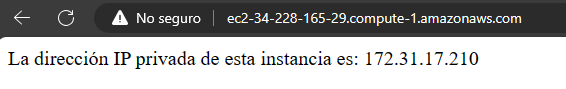 No seguro
ec2-34-228-165-29.compute-1.amazonaws.com
La dirección IP privada de esta instancia es: 172.31.17.210